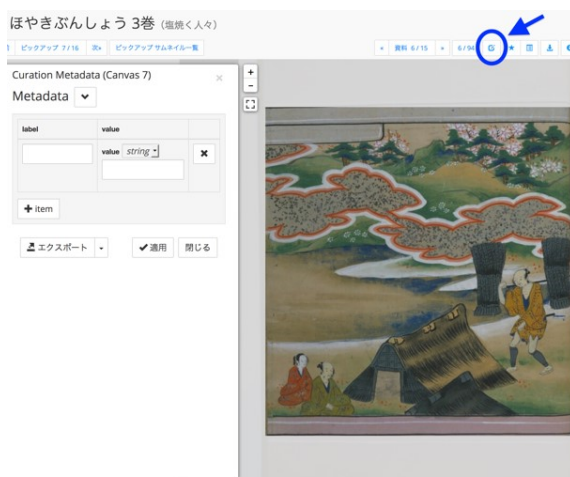 ほやきぶんしょう 3巻 (塩焼く人々)
ピックアップ 7/16 次» ピックアップ サムネイル一覧
« 資料 6/15 » 6/94
Curation Metadata (Canvas 7) ×
Metadata
label value
value string
+ item
エクスポート 適用 閉じる
+
-